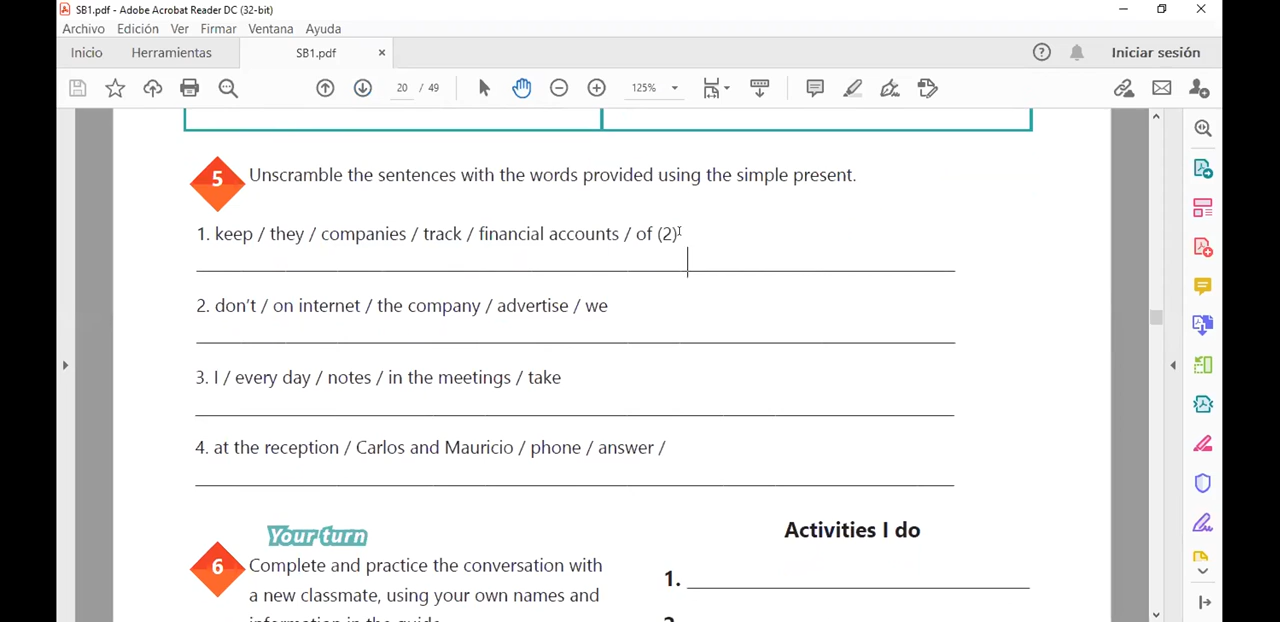 SB1.pdf - Adobe Acrobat Reader DC (32-bit)
Archivo Edición Ver Firmar Ventana Ayuda
Inicio Herramientas SB1.pdf × Iniciar sesión
20 / 49 125%
5 Unscramble the sentences with the words provided using the simple present.
1. keep / they / companies / track / financial accounts / of (2)
2. don't / on internet / the company / advertise / we
3. I / every day / notes / in the meetings / take
4. at the reception / Carlos and Mauricio / phone / answer /
Your turn
Activities I do
6 Complete and practice the conversation with
a new classmate, using your own names and
information in the guide
1.